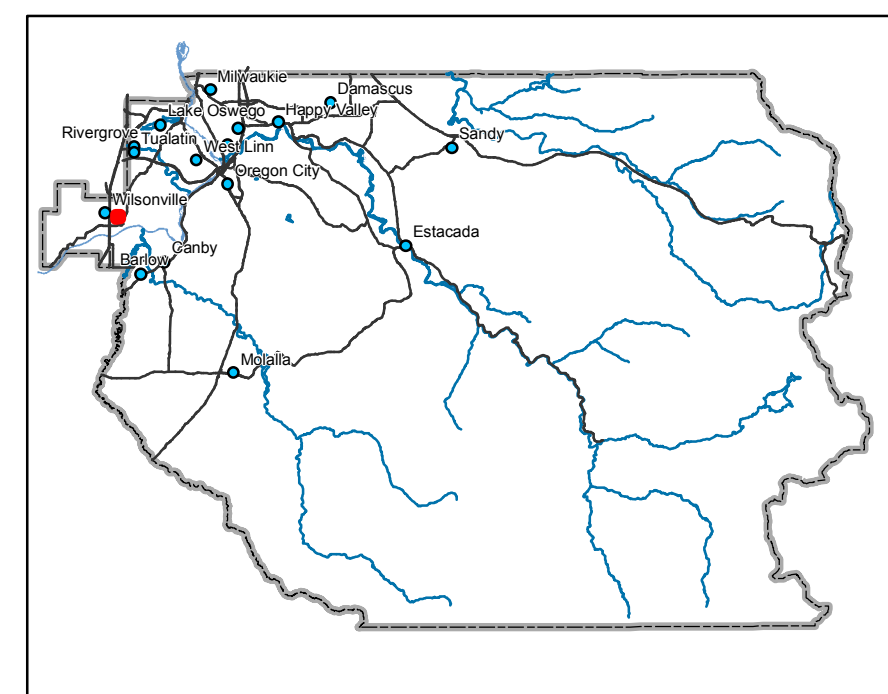 Milwaukie
Damascus
Lake Oswego
Happy Valley
Rivergrove
Tualatin
West Linn
Sandy
Oregon City
Wilsonville
Estacada
Canby
Barlow
Molalla